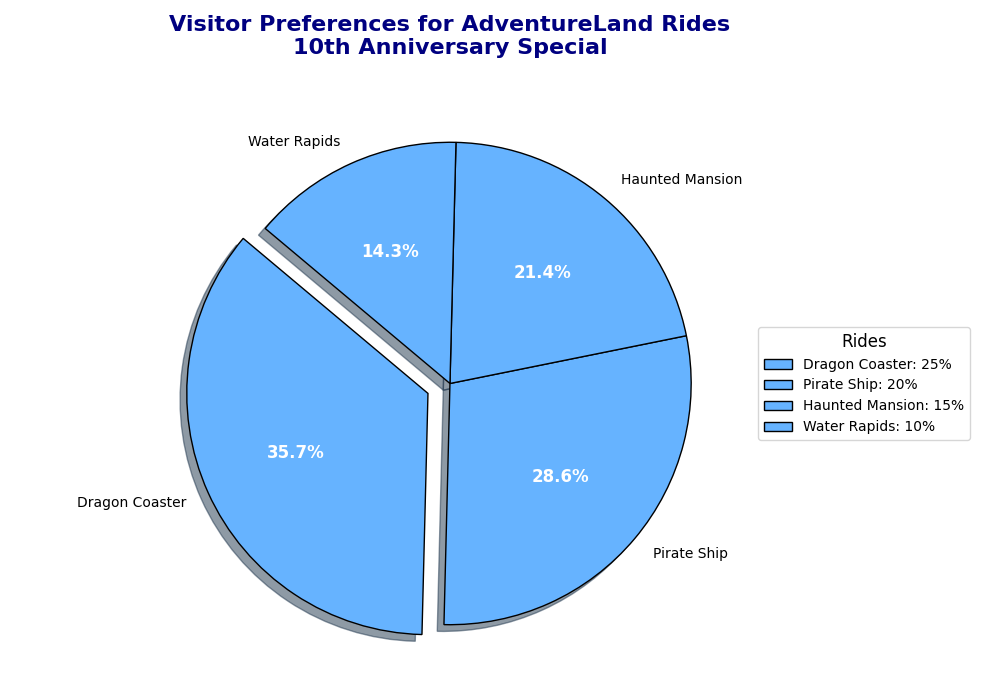 Visitor Preferences for AdventureLand Rides
10th Anniversary Special
Water Rapids
Haunted Mansion
14.3%
21.4%
Rides
Dragon Coaster: 25%
Pirate Ship: 20%
Haunted Mansion: 15%
Water Rapids: 10%
35.7%
28.6%
Dragon Coaster
Pirate Ship